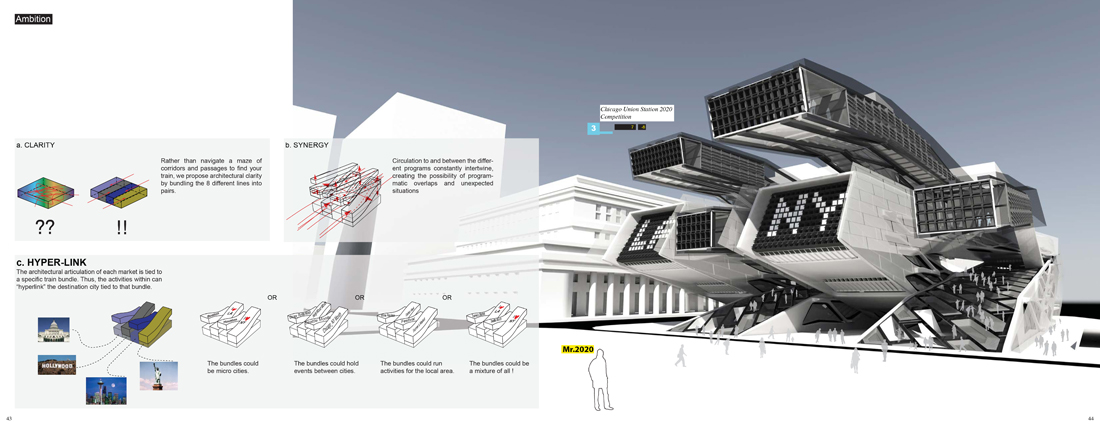 Ambition
a. CLARITY
Rather than navigate a maze of
corridors and passages to find your
train, we propose architectural clarity
by bundling the 8 different lines into
pairs.
??
!!
b. SYNERGY
Circulation to and between the differ-
ent programs constantly intertwine,
creating the possibility of program-
matic overlaps and unexpected
situations
c. HYPER-LINK
The architectural articulation of each market is tied to
a specific train bundle. Thus, the activities within can
“hyperlink” the destination city tied to that bundle.
HOLLYWOOD
OR
OR
OR
The bundles could
be micro cities.
The bundles could hold
events between cities.
The bundles could run
activities for the local area.
The bundles could be
a mixture of all !
Chicago Union Station 2020
Competition
3
LA
NY
Mr.2020
43
44